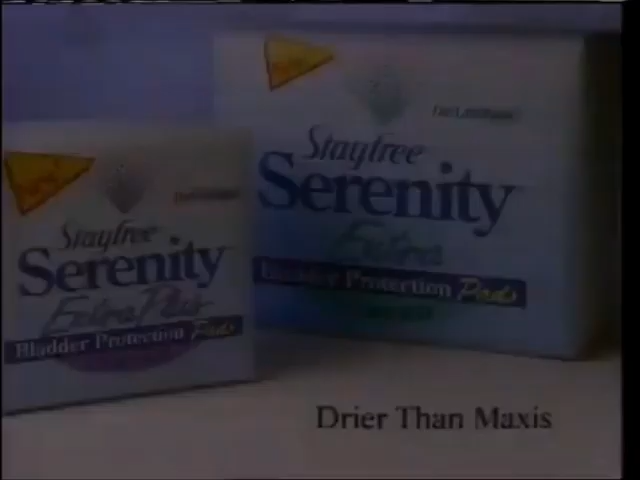 Stayfree
Serenity
Extra
Bladder Protection Pads
Stayfree
Serenity
Extra Plus
Bladder Protection Pads
Drier Than Maxis